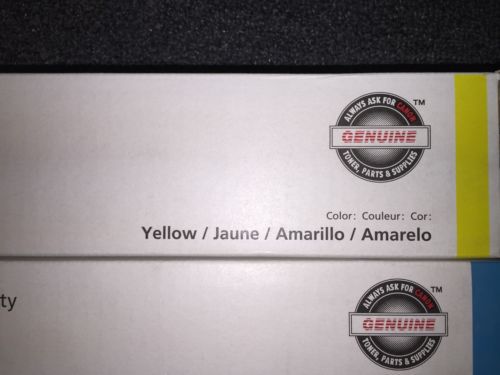 ALWAYS ASK FOR CANON ™
GENUINE
TONER, PARTS & SUPPLIES
Color: Couleur: Cor:
Yellow / Jaune / Amarillo / Amarelo
ty
ALWAYS ASK FOR CANON ™
GENUINE
TONER, PARTS & SUPPLIES